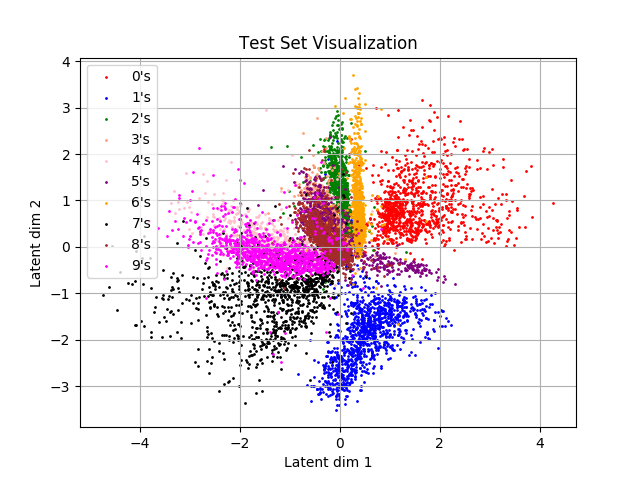 Test Set Visualization
4
3
2
1
0
−1
−2
−3
Latent dim 2
0's
1's
2's
3's
4's
5's
6's
7's
8's
9's
−4 −2 0 2 4
Latent dim 1